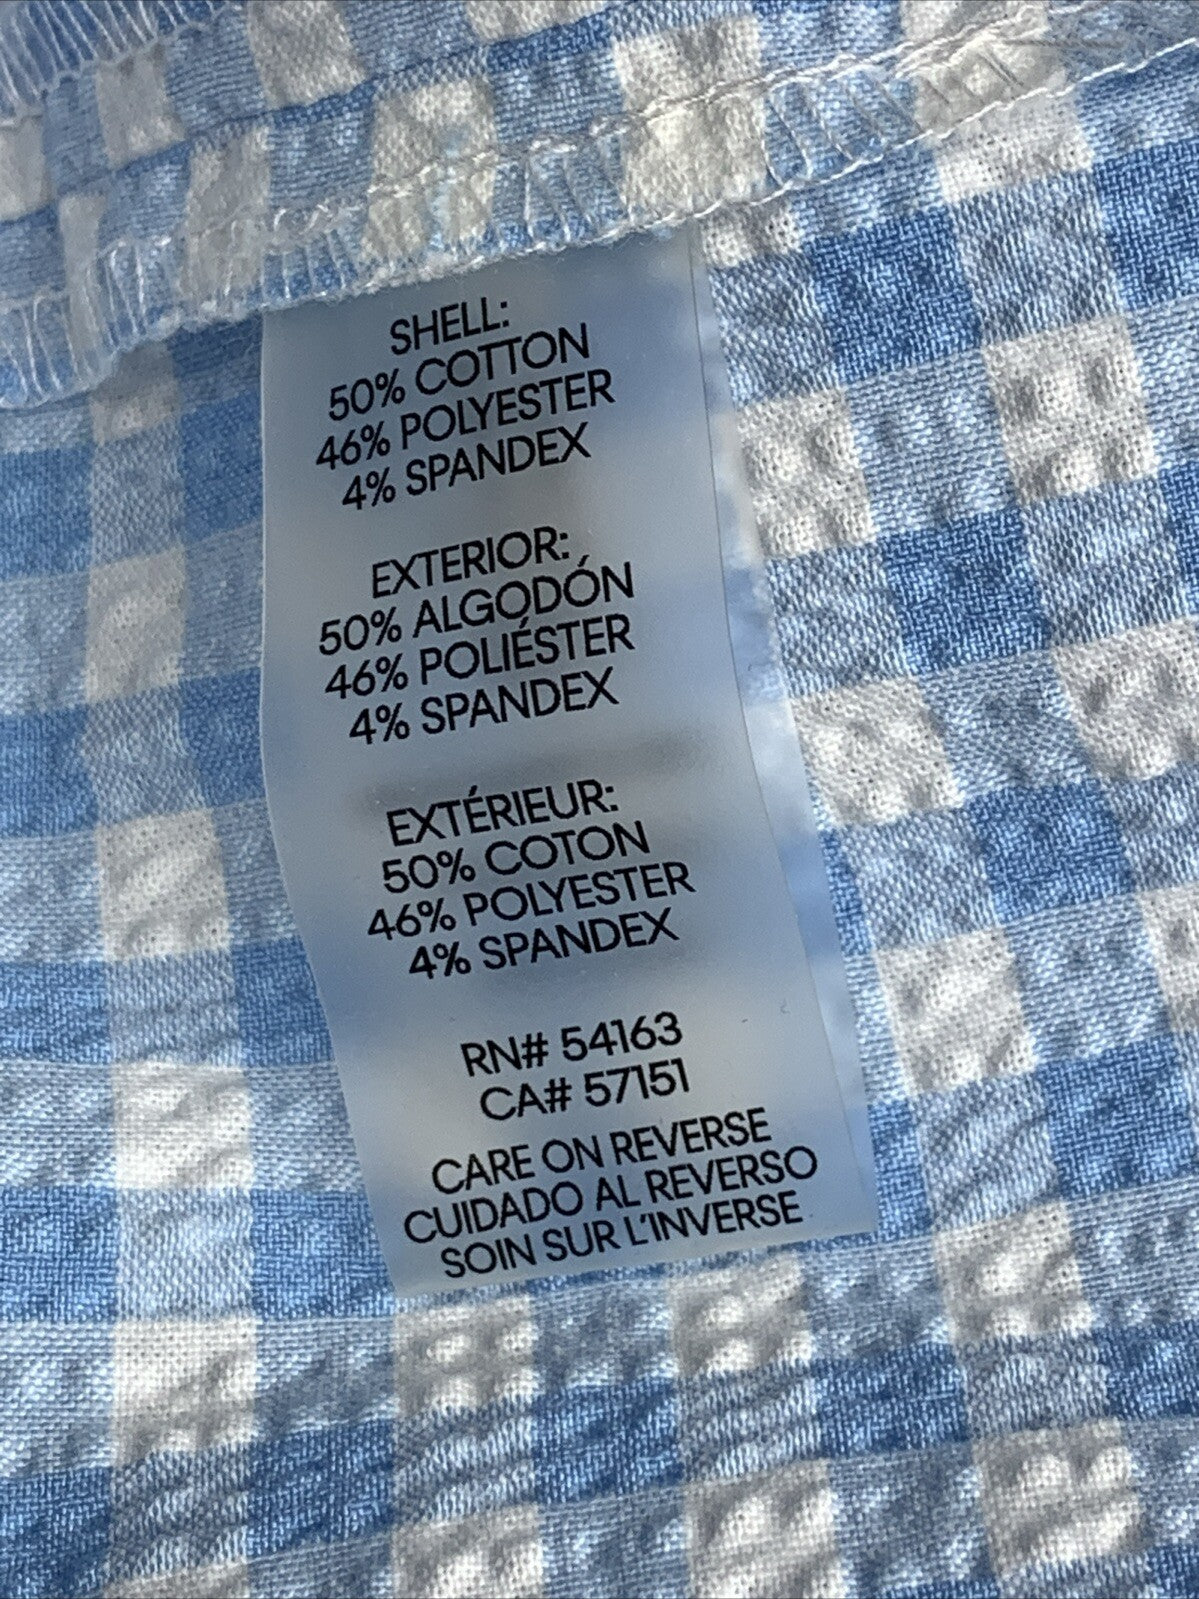 SHELL:
50% COTTON
46% POLYESTER
4% SPANDEX
EXTERIOR:
50% ALGODÓN
46% POLIÉSTER
4% SPANDEX
EXTÉRIEUR:
50% COTON
46% POLYESTER
4% SPANDEX
RN# 54163
CA# 57151
CARE ON REVERSE
CUIDADO AL REVERSO
SOIN SUR L'INVERSE